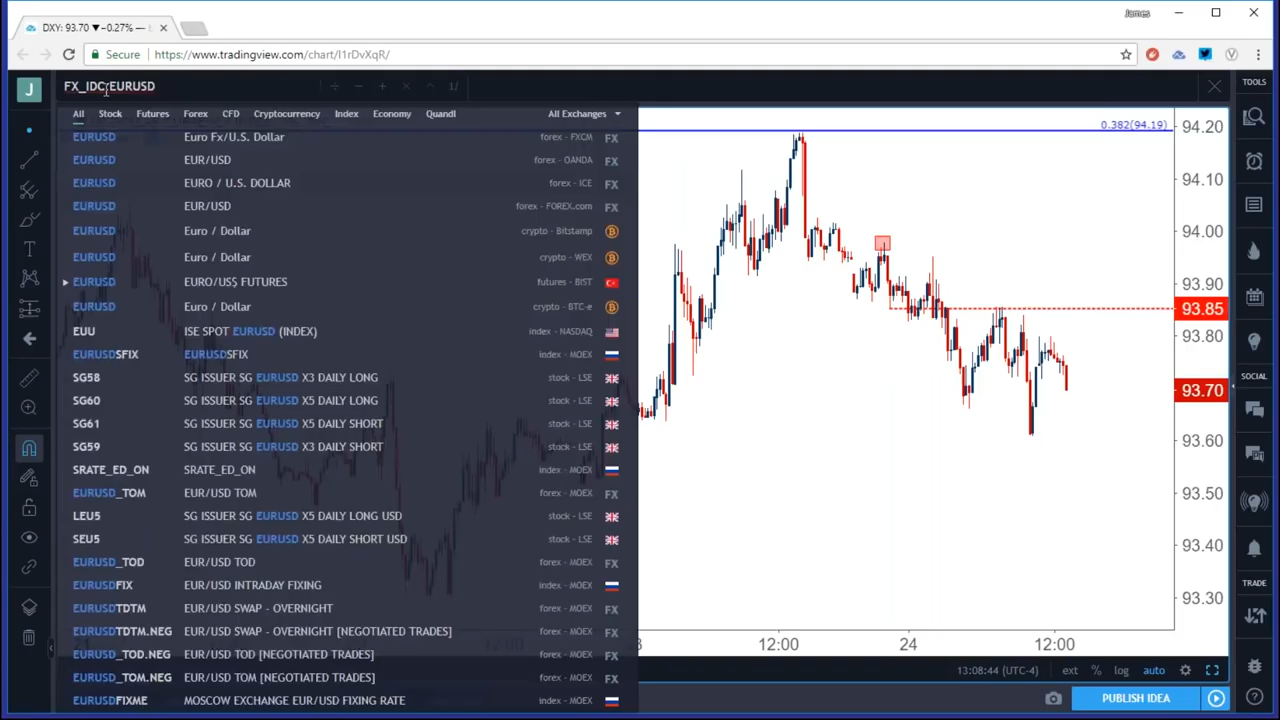 James
DXY: 93.70 ▼−0.27% —
Secure https://www.tradingview.com/chart/I1rDvXqR/
J FX_IDC:EURUSD ÷ − + × ^ 1/ TOOLS
All Stock Futures Forex CFD Cryptocurrency Index Economy Quandl All Exchanges
EURUSD Euro Fx/U.S. Dollar forex - FXCM FX
EURUSD EUR/USD forex - OANDA FX
EURUSD EURO / U.S. DOLLAR forex - ICE FX
EURUSD EUR/USD forex - FOREX.com FX
EURUSD Euro / Dollar crypto - Bitstamp
EURUSD Euro / Dollar crypto - WEX
EURUSD EURO/US$ FUTURES futures - BIST
EURUSD Euro / Dollar crypto - BTC-e
EUU ISE SPOT EURUSD (INDEX) index - NASDAQ
EURUSDSFIX EURUSDSFIX index - MOEX
SG58 SG ISSUER SG EURUSD X3 DAILY LONG stock - LSE
SG60 SG ISSUER SG EURUSD X5 DAILY LONG stock - LSE
SG61 SG ISSUER SG EURUSD X5 DAILY SHORT stock - LSE
SG59 SG ISSUER SG EURUSD X3 DAILY SHORT stock - LSE
SRATE_ED_ON SRATE_ED_ON index - MOEX
EURUSD_TOM EUR/USD TOM forex - MOEX FX
LEU5 SG ISSUER SG EURUSD X5 DAILY LONG USD stock - LSE
SEU5 SG ISSUER SG EURUSD X5 DAILY SHORT USD stock - LSE
EURUSD_TOD EUR/USD TOD forex - MOEX FX
EURUSDFIX EUR/USD INTRADAY FIXING index - MOEX
EURUSDTDTM EUR/USD SWAP - OVERNIGHT forex - MOEX FX
EURUSDTDTM.NEG EUR/USD SWAP - OVERNIGHT [NEGOTIATED TRADES] forex - MOEX FX
EURUSD_TOD.NEG EUR/USD TOD [NEGOTIATED TRADES] forex - MOEX FX
EURUSD_TOM.NEG EUR/USD TOM [NEGOTIATED TRADES] forex - MOEX FX
EURUSDFIXME MOSCOW EXCHANGE EUR/USD FIXING RATE index - MOEX
0.382(94.19)
94.20
94.10
94.00
93.90
93.85
93.80
93.70
93.60
93.50
93.40
93.30
12:00 3 12:00 24 12:00
13:08:44 (UTC-4) ext % log auto
PUBLISH IDEA
SOCIAL
TRADE